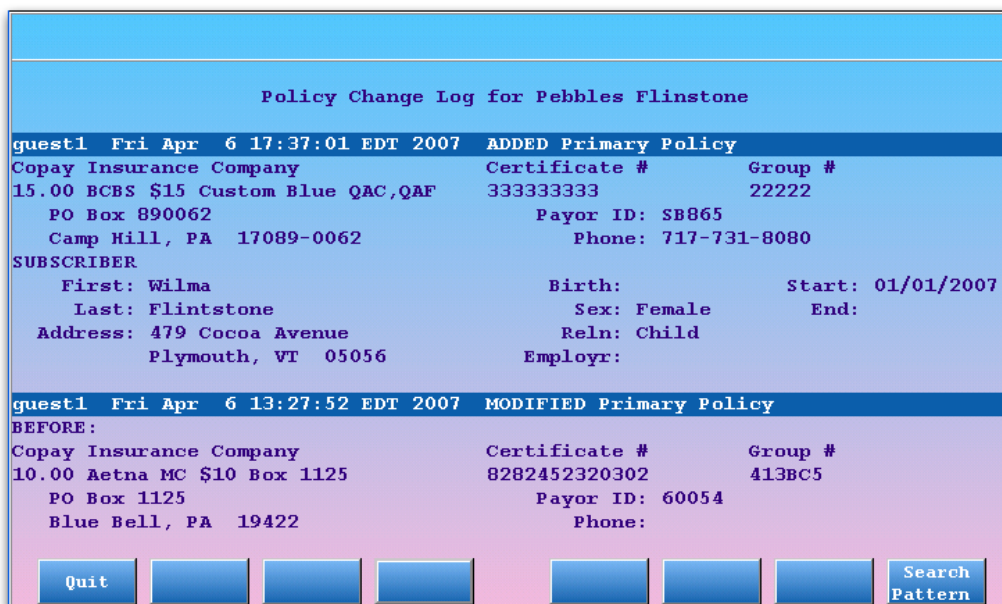 Policy Change Log for Pebbles Flinstone
guest1 Fri Apr 6 17:37:01 EDT 2007 ADDED Primary Policy
Copay Insurance Company Certificate # Group #
15.00 BCBS $15 Custom Blue QAC,QAF 333333333 22222
PO Box 890062 Payor ID: SB865
Camp Hill, PA 17089-0062 Phone: 717-731-8080
SUBSCRIBER
First: Wilma Birth: Start: 01/01/2007
Last: Flintstone Sex: Female End:
Address: 479 Cocoa Avenue Reln: Child
Plymouth, VT 05056 Employr:
guest1 Fri Apr 6 13:27:52 EDT 2007 MODIFIED Primary Policy
BEFORE:
Copay Insurance Company Certificate # Group #
10.00 Aetna MC $10 Box 1125 8282452320302 413BC5
PO Box 1125 Payor ID: 60054
Blue Bell, PA 19422 Phone:
Quit Search
Pattern